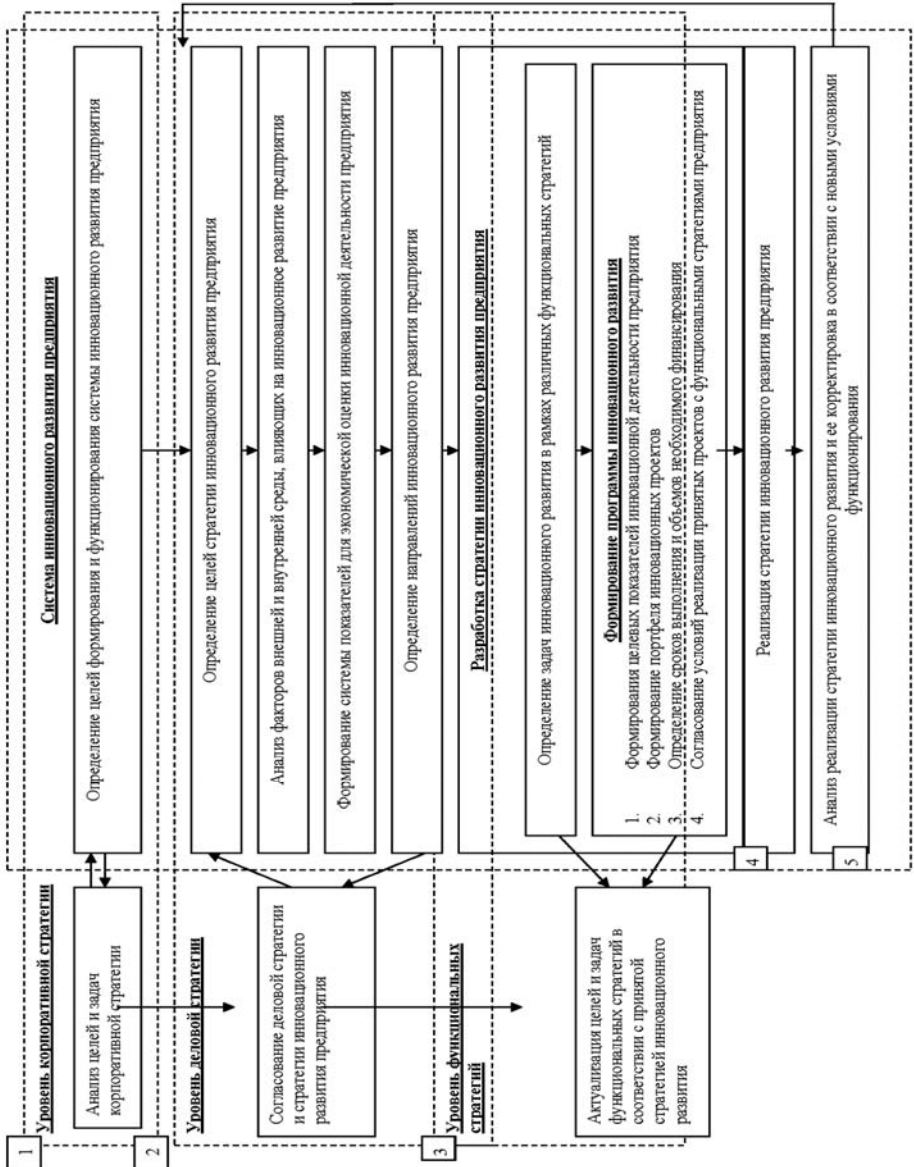 1
Уровень корпоративной стратегии
Система инновационного развития предприятия
Анализ целей и задач
корпоративной стратегии
Определение целей формирования и функционирования системы инновационного развития предприятия
2
Уровень деловой стратегии
Определение целей стратегии инновационного развития предприятия
Анализ факторов внешней и внутренней среды, влияющих на инновационное развитие предприятия
Согласование деловой стратегии
и стратегии инновационного
развития предприятия
Формирование системы показателей для экономической оценки инновационной деятельности предприятия
Определение направлений инновационного развития предприятия
3
Уровень функциональных
стратегий
Разработка стратегии инновационного развития предприятия
Определение задач инновационного развития в рамках различных функциональных стратегий
Актуализация целей и задач
функциональных стратегий в
соответствии с принятой
стратегией инновационного
развития
Формирование программы инновационного развития
1. Формирования целевых показателей инновационной деятельности предприятия
2. Формирование портфеля инновационных проектов
3. Определение сроков выполнения и объемов необходимого финансирования
4. Согласование условий реализации принятых проектов с функциональными стратегиями предприятия
4
Реализация стратегии инновационного развития предприятия
5
Анализ реализации стратегии инновационного развития и ее корректировка в соответствии с новыми условиями
функционирования